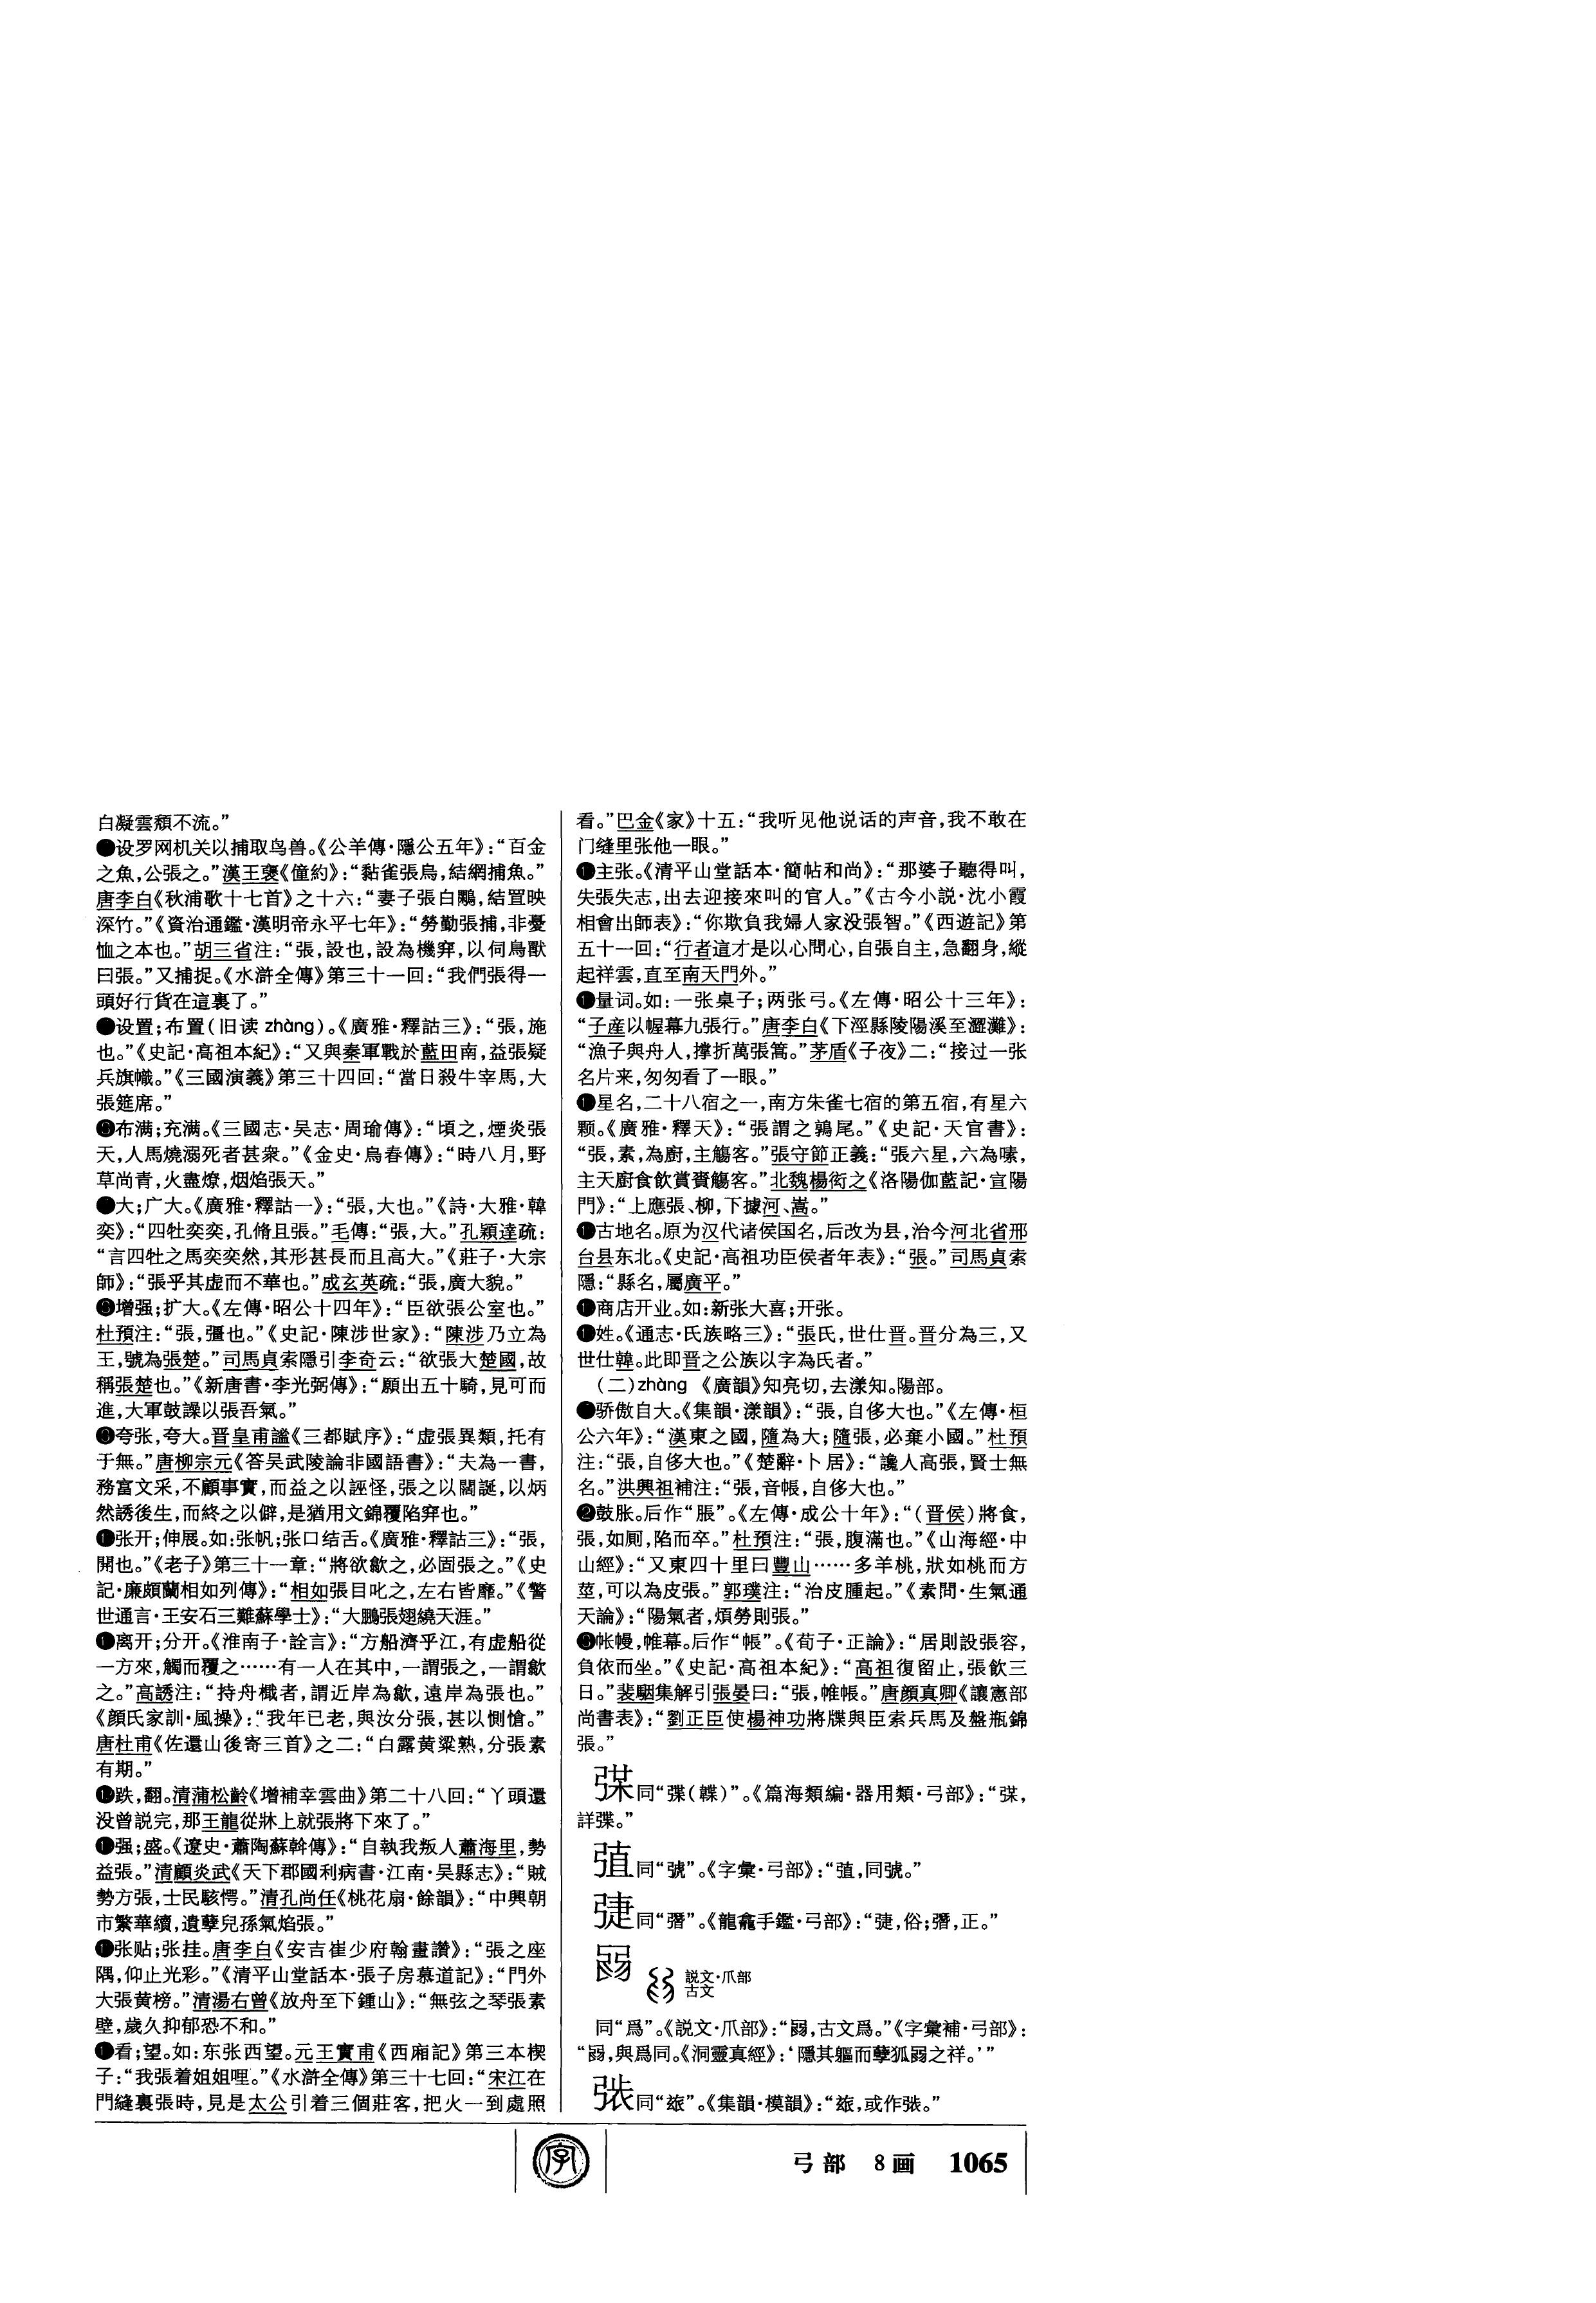 白凝雲頹不流。”
●设罗网机关以捕取鸟兽。《公羊傳·隱公五年》：“百金
之魚，公張之。”漢王褒《僮約》：“黏雀張烏，結網捕魚。”
唐李白《秋浦歌十七首》之十六：“妻子張白鷴，結罝映
深竹。”《資治通鑑·漢明帝永平七年》：“勞勤張捕，非憂
恤之本也。”胡三省注：“張，設也，設為機穽，以伺鳥獸
曰張。”又捕捉。《水滸全傳》第三十一回：“我們張得一
頭好行貨在這裏了。”
●设置；布置（旧读 zhàng）。《廣雅·釋詁三》：“張，施
也。”《史記·高祖本紀》：“又與秦軍戰於藍田南，益張疑
兵旗幟。”《三國演義》第三十四回：“當日殺牛宰馬，大
張筵席。”
●布满；充满。《三國志·吴志·周瑜傳》：“頃之，煙炎張
天，人馬燒溺死者甚衆。”《金史·烏春傳》：“時八月，野
草尚青，火盡燎，烟焰張天。”
●大；广大。《廣雅·釋詁一》：“張，大也。”《詩·大雅·韓
奕》：“四牡奕奕，孔脩且張。”毛傳：“張，大。”孔穎達疏：
“言四牡之馬奕奕然，其形甚長而且高大。”《莊子·大宗
師》：“張乎其虚而不華也。”成玄英疏：“張，廣大貌。”
●增强；扩大。《左傳·昭公十四年》：“臣欲張公室也。”
杜預注：“張，彊也。”《史記·陳涉世家》：“陳涉乃立為
王，號為張楚。”司馬貞索隱引李奇云：“欲張大楚國，故
稱張楚也。”《新唐書·李光弼傳》：“願出五十騎，見可而
進，大軍鼓譟以張吾氣。”
●夸张，夸大。晋皇甫謐《三都賦序》：“虚張異類，托有
于無。”唐柳宗元《答吴武陵論非國語書》：“夫為一書，
務富文采，不顧事實，而益之以誣怪，張之以闊誕，以炳
然誘後生，而終之以僻，是猶用文錦覆陷穽也。”
●张开；伸展。如：张帆；张口结舌。《廣雅·釋詁三》：“張，
開也。”《老子》第三十一章：“將欲歙之，必固張之。”《史
記·廉頗藺相如列傳》：“相如張目叱之，左右皆靡。”《警
世通言·王安石三難蘇學士》：“大鵬張翅繞天涯。”
●离开；分开。《淮南子·詮言》：“方船濟乎江，有虚船從
一方來，觸而覆之……有一人在其中，一謂張之，一謂歙
之。”高誘注：“持舟檝者，謂近岸為歙，遠岸為張也。”
《顔氏家訓·風操》：“我年已老，與汝分張，甚以惻愴。”
唐杜甫《佐還山後寄三首》之二：“白露黄粱熟，分張素
有期。”
●跌，翻。清蒲松齡《增補幸雲曲》第二十八回：“丫頭還
没曾説完，那王龍從牀上就張將下來了。”
●强；盛。《遼史·蕭陶蘇斡傳》：“自執我叛人蕭海里，勢
益張。”清顧炎武《天下郡國利病書·江南·吴縣志》：“賊
勢方張，士民駭愕。”清孔尚任《桃花扇·餘韻》：“中興朝
市繁華續，遺孽兒孫氣焰張。”
●张贴；张挂。唐李白《安吉崔少府翰畫讚》：“張之座
隅，仰止光彩。”《清平山堂話本·張子房慕道記》：“門外
大張黄榜。”清湯右曾《放舟至下鍾山》：“無弦之琴張素
壁，歲久抑郁恐不和。”
●看；望。如：东张西望。元王實甫《西廂記》第三本楔
子：“我張着姐姐哩。”《水滸全傳》第三十七回：“宋江在
門縫裏張時，見是太公引着三個莊客，把火一到處照
看。”巴金《家》十五：“我听见他说话的声音，我不敢在
门缝里张他一眼。”
●主张。《清平山堂話本·簡帖和尚》：“那婆子聽得叫，
失張失志，出去迎接來叫的官人。”《古今小説·沈小霞
相會出師表》：“你欺負我婦人家没張智。”《西遊記》第
五十一回：“行者這才是以心問心，自張自主，急翻身，縱
起祥雲，直至南天門外。”
●量词。如：一张桌子；两张弓。《左傳·昭公十三年》：
“子産以幄幕九張行。”唐李白《下涇縣陵陽溪至澀灘》：
“漁子與舟人，撑折萬張篙。”茅盾《子夜》二：“接过一张
名片来，匆匆看了一眼。”
●星名，二十八宿之一，南方朱雀七宿的第五宿，有星六
颗。《廣雅·釋天》：“張謂之鶉尾。”《史記·天官書》：
“張，素，為廚，主觴客。”張守節正義：“張六星，六為嗉，
主天廚食飲賞賚觴客。”北魏楊衒之《洛陽伽藍記·宣陽
門》：“上應張、柳，下據河、嵩。”
●古地名。原为汉代诸侯国名，后改为县，治今河北省邢
台县东北。《史記·高祖功臣侯者年表》：“張。”司馬貞索
隱：“縣名，屬廣平。”
●商店开业。如：新张大喜；开张。
●姓。《通志·氏族略三》：“張氏，世仕晋。晋分為三，又
世仕韓。此即晋之公族以字為氏者。”
（二）zhàng 《廣韻》知亮切，去漾知。陽部。
●骄傲自大。《集韻·漾韻》：“張，自侈大也。”《左傳·桓
公六年》：“漢東之國，隨為大；隨張，必棄小國。”杜預
注：“張，自侈大也。”《楚辭·卜居》：“讒人高張，賢士無
名。”洪興祖補注：“張，音帳，自侈大也。”
❷鼓胀。后作“脹”。《左傳·成公十年》：“（晋侯）將食，
張，如厠，陷而卒。”杜預注：“張，腹滿也。”《山海經·中
山經》：“又東四十里曰豐山……多羊桃，狀如桃而方
莖，可以為皮張。”郭璞注：“治皮腫起。”《素問·生氣通
天論》：“陽氣者，煩勞則張。”
❸帐幔，帷幕。后作“帳”。《荀子·正論》：“居則設張容，
負依而坐。”《史記·高祖本紀》：“高祖復留止，張飲三
日。”裴駰集解引張晏曰：“張，帷帳。”唐顔真卿《讓憲部
尚書表》：“劉正臣使楊神功將牒與臣索兵馬及盤瓶錦
張。”
同“弽（韘）”。《篇海類編·器用類·弓部》：
詳弽。”
同“號”。《字彙·弓部》：“同號。”
同“弻”。《龍龕手鑑·弓部》：“俗；正。”
説文·爪部
古文
同“爲”。《説文·爪部》：“古文爲。”《字彙補·弓部》：
“與爲同。《洞靈真經》：‘隱其軀而孽狐之祥。’”
《集韻·模韻》：“或作
弓部 8画 1065